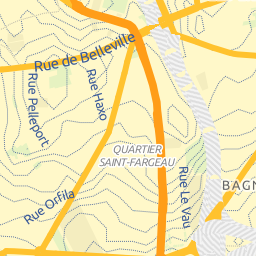 Rue de Belleville
Rue Pelleport
Rue Haxo
QUARTIER
SAINT-FARGEAU
Rue Le Vau
BAGN
Rue Orfila